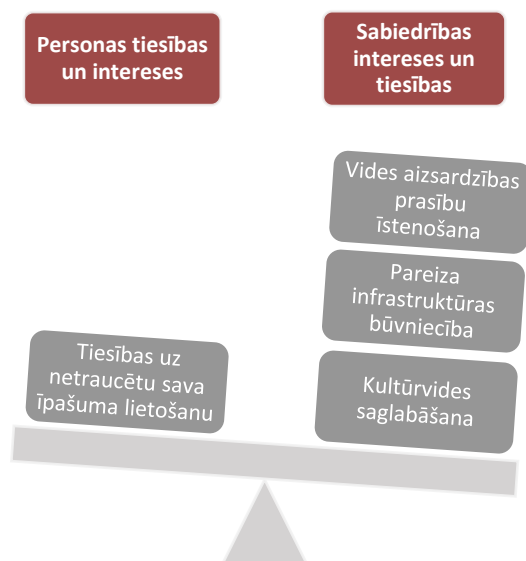 Personas tiesības
un intereses
Sabiedrības
intereses un
tiesības
Vides aizsardzības
prasību
īstenošana
Pareiza
infrastruktūras
būvniecība
Tiesības uz
netraucētu sava
īpašuma lietošanu
Kultūrvides
saglabāšana